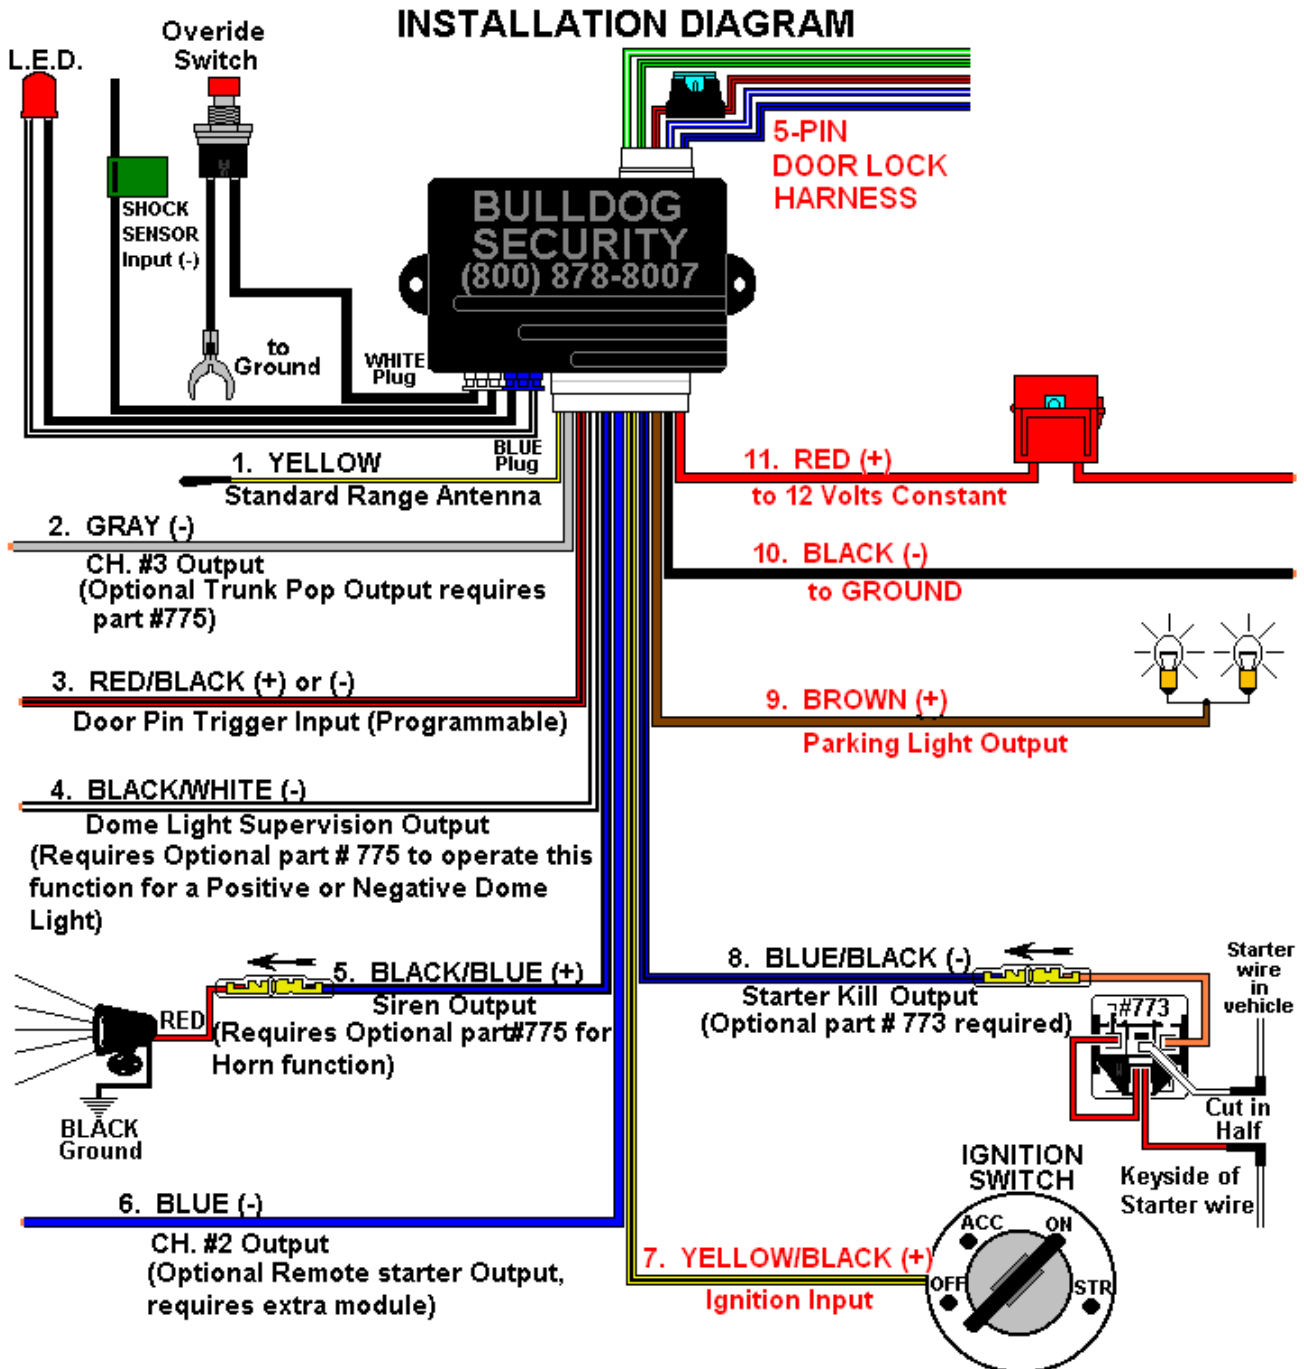 INSTALLATION DIAGRAM
L.E.D.
Overide
Switch
SHOCK
SENSOR
Input (-)
to
Ground
5-PIN
DOOR LOCK
HARNESS
BULLDOG
SECURITY
(800) 878-8007
WHITE
Plug
BLUE
Plug
1. YELLOW
Standard Range Antenna
2. GRAY (-)
CH. #3 Output
(Optional Trunk Pop Output requires
part #775)
3. RED/BLACK (+) or (-)
Door Pin Trigger Input (Programmable)
4. BLACK/WHITE (-)
Dome Light Supervision Output
(Requires Optional part # 775 to operate this
function for a Positive or Negative Dome
Light)
5. BLACK/BLUE (+)
Siren Output
(Requires Optional part#775 for
Horn function)
RED
BLACK
Ground
6. BLUE (-)
CH. #2 Output
(Optional Remote starter Output,
requires extra module)
11. RED (+)
to 12 Volts Constant
10. BLACK (-)
to GROUND
9. BROWN (+)
Parking Light Output
8. BLUE/BLACK (-)
Starter Kill Output
(Optional part # 773 required)
Starter
wire
in
vehicle
#773
Cut in
Half
Keyside of
Starter wire
IGNITION
SWITCH
7. YELLOW/BLACK (+)
Ignition Input
ACC
ON
OFF
STR